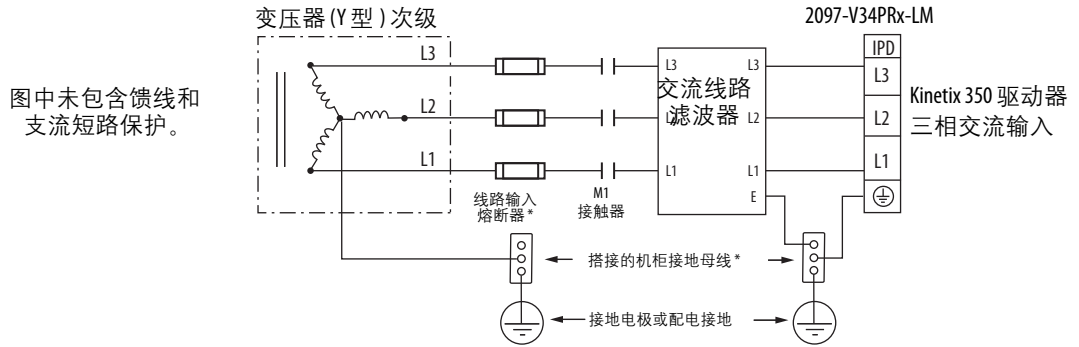 变压器 (Y 型 ) 次级
2097-V34PRx-LM
图中未包含馈线和
支流短路保护。
L3
L2
L1
线路输入
熔断器 *
M1
接触器
L3
L3
交流线路
滤波器
L2
L1
L1
E
IPD
L3
L2
L1
Kinetix 350 驱动器
三相交流输入
搭接的机柜接地母线 *
接地电极或配电接地